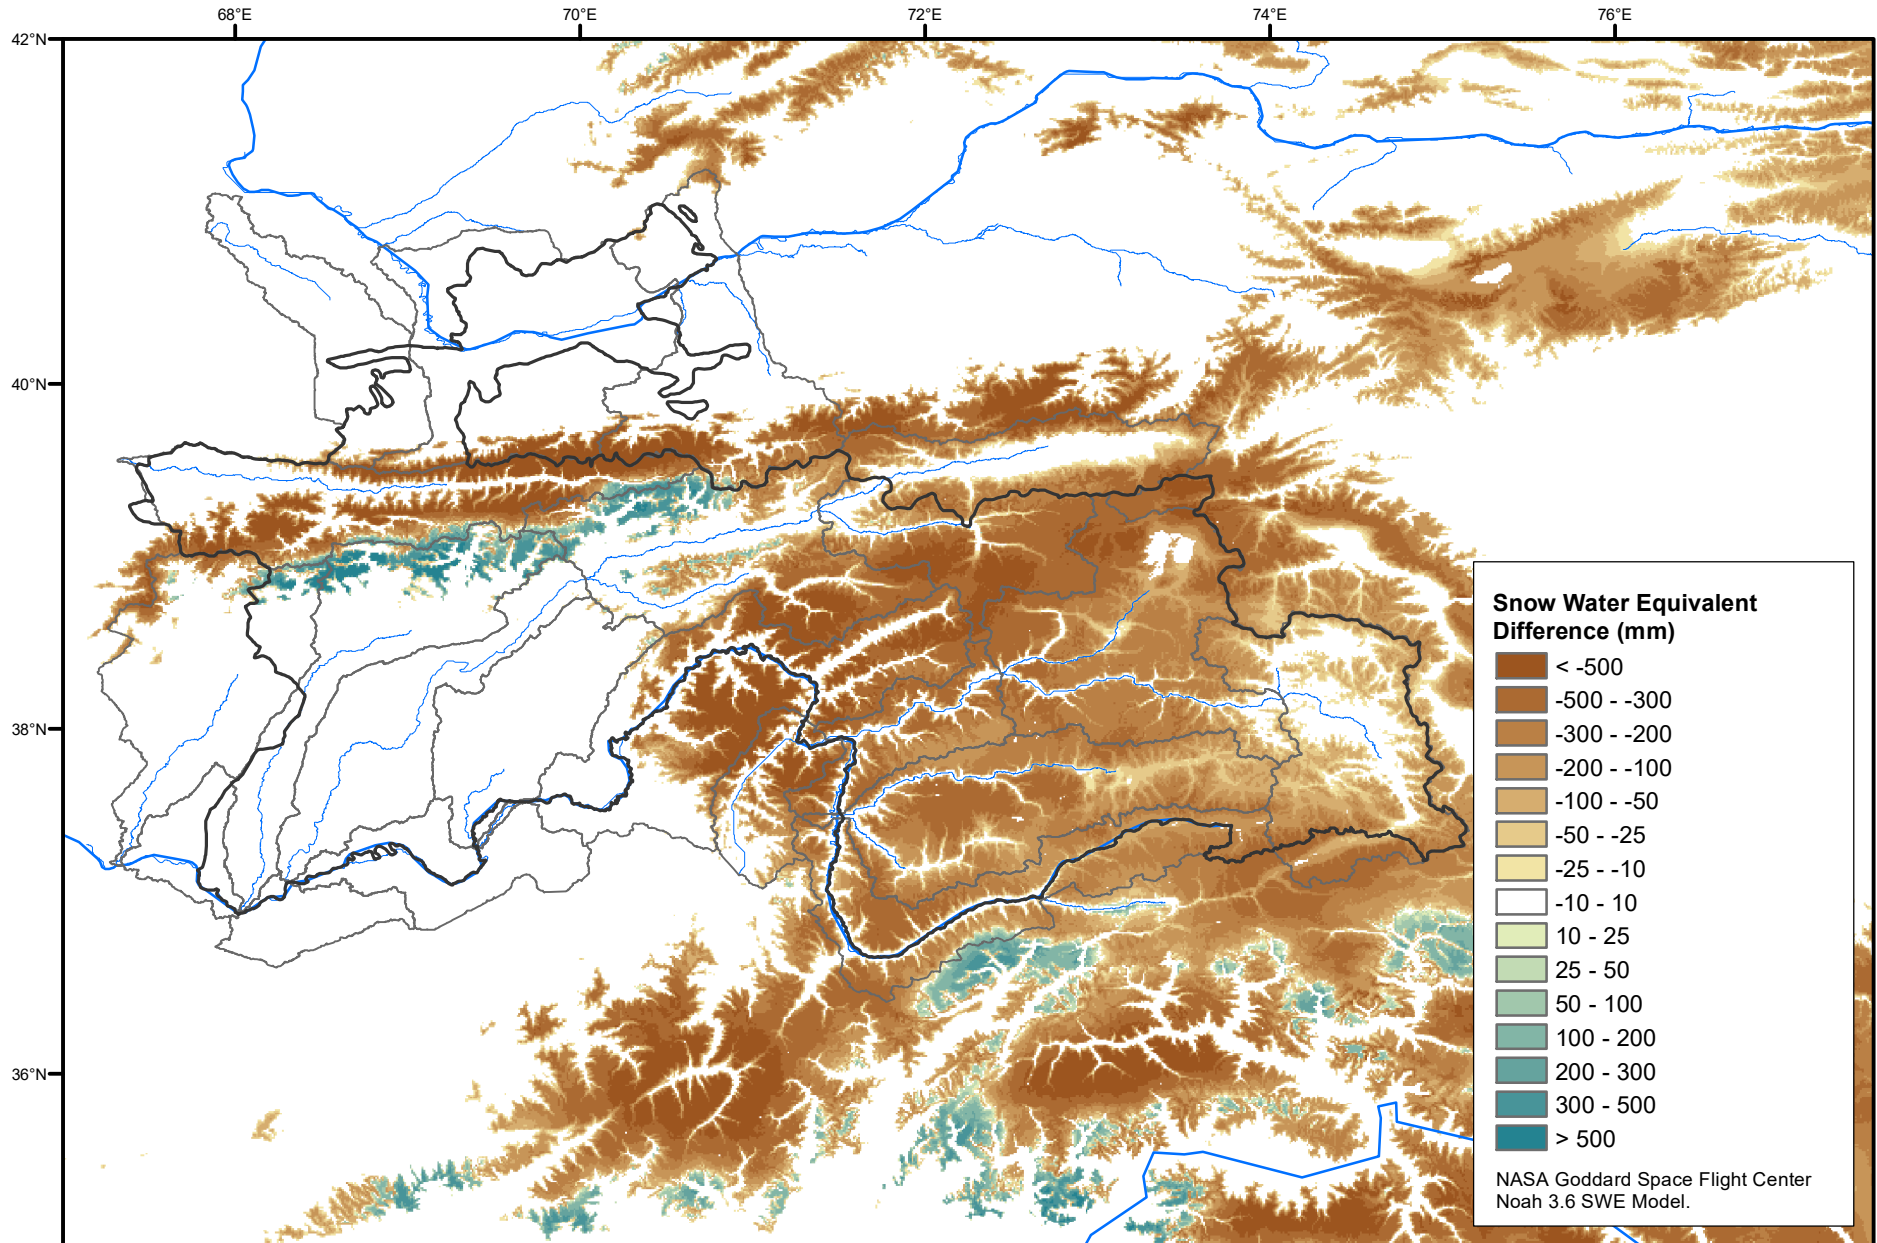 68°E 70°E 72°E 74°E 76°E
42°N
40°N
38°N
36°N
Snow Water Equivalent
Difference (mm)
< -500
-500 - -300
-300 - -200
-200 - -100
-100 - -50
-50 - -25
-25 - -10
-10 - 10
10 - 25
25 - 50
50 - 100
100 - 200
200 - 300
300 - 500
> 500
NASA Goddard Space Flight Center
Noah 3.6 SWE Model.